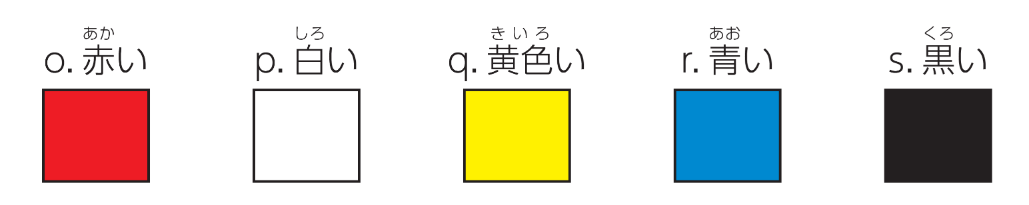 あか しろ きいろ あお くろ
o. 赤い p. 白い q. 黄色い r. 青い s. 黒い